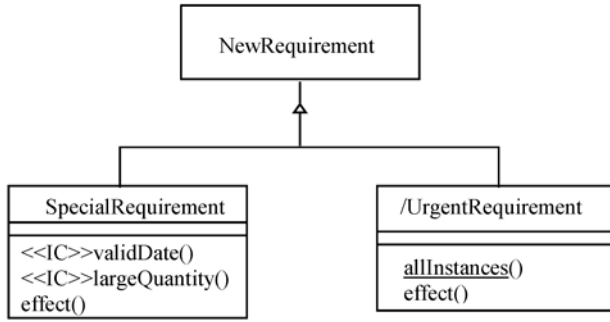 NewRequirement
SpecialRequirement
<<IC>>validDate()
<<IC>>largeQuantity()
effect()
/UrgentRequirement
allInstances()
effect()